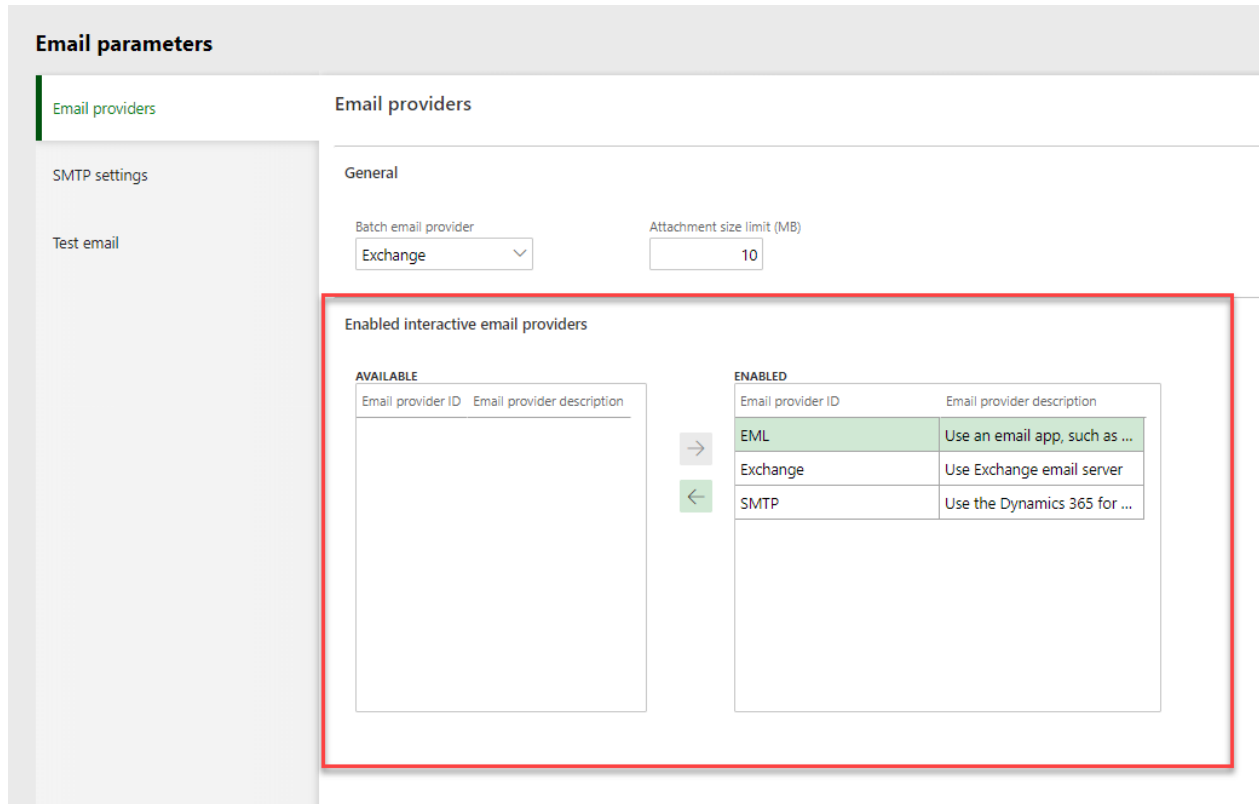 Email parameters
Email providers
SMTP settings
Test email
Email providers
General
Batch email provider
Exchange
Attachment size limit (MB)
10
Enabled interactive email providers
AVAILABLE
Email provider ID Email provider description
ENABLED
Email provider ID Email provider description
EML Use an email app, such as ...
Exchange Use Exchange email server
SMTP Use the Dynamics 365 for ...